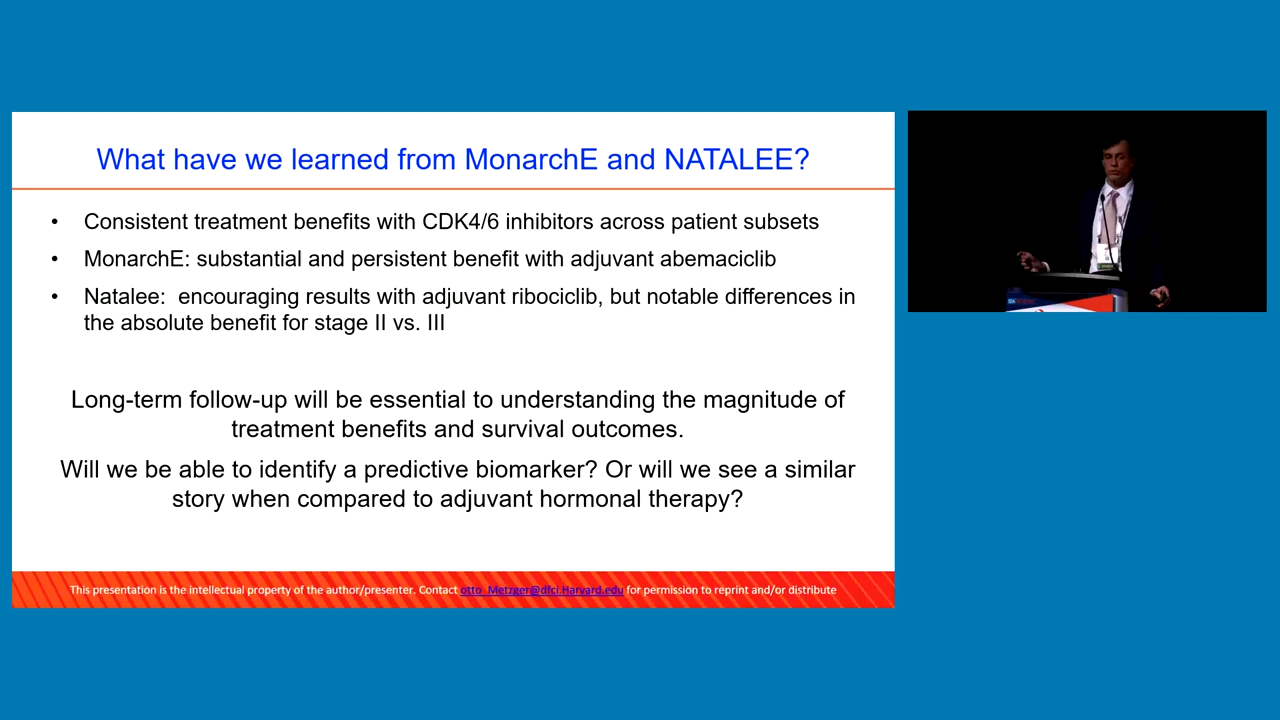 What have we learned from MonarchE and NATALEE?
• Consistent treatment benefits with CDK4/6 inhibitors across patient subsets
• MonarchE: substantial and persistent benefit with adjuvant abemaciclib
• Natalee:  encouraging results with adjuvant ribociclib, but notable differences in
the absolute benefit for stage II vs. III
Long-term follow-up will be essential to understanding the magnitude of
treatment benefits and survival outcomes.
Will we be able to identify a predictive biomarker? Or will we see a similar
story when compared to adjuvant hormonal therapy?
This presentation is the intellectual property of the author/presenter. Contact otto_Metzger@dfci.Harvard.edu for permission to reprint and/or distribute